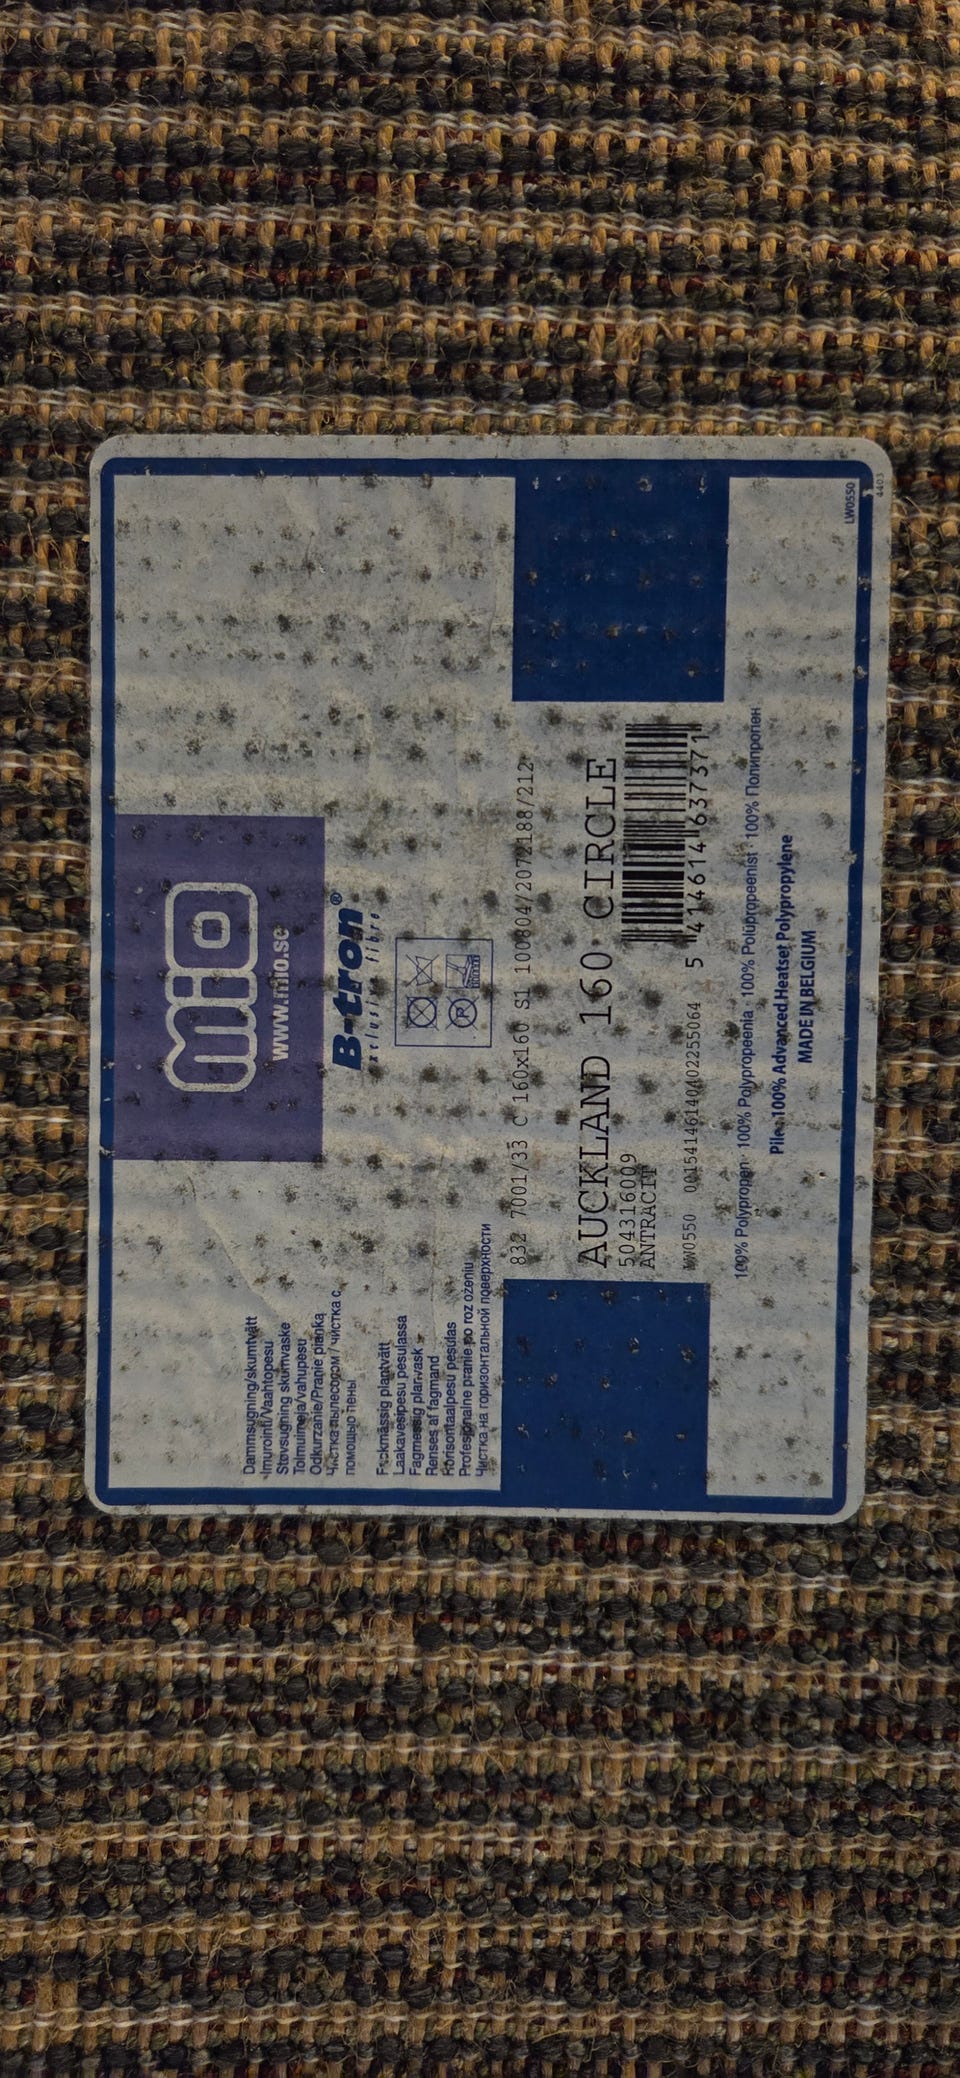 mio
www.mio.se
B-tron®
exclusive fibre
P
Dammsugning/skumtvätt
Imurointi/Vaahtopesu
Støvsugning skumvaske
Tolmuimeja/vahupesu
Odkurzanie/Pranie pianką
Чистка пылесосом / чистка с
помощью пены
Fackmässig plantvätt
Laakavesipesu pesulassa
Fagmessig planvask
Renses af fagmand
Horisontaalpesu pesulas
Profesjonalne pranie po roz ożeniu
Чистка на горизонтальной поверхности
832 7001/33 C 160x160 S1 100804/2072188/212
AUCKLAND 160 CIRCLE
504316009
ANTRACIT
5 414614 637371
00154146140402255064
100% Polypropen · 100% Polypropeenia 100% Polüpropeenist · 100% Полипропен
Pile: 100% Advanced Heatset Polypropylene
MADE IN BELGIUM
LW0550
4403